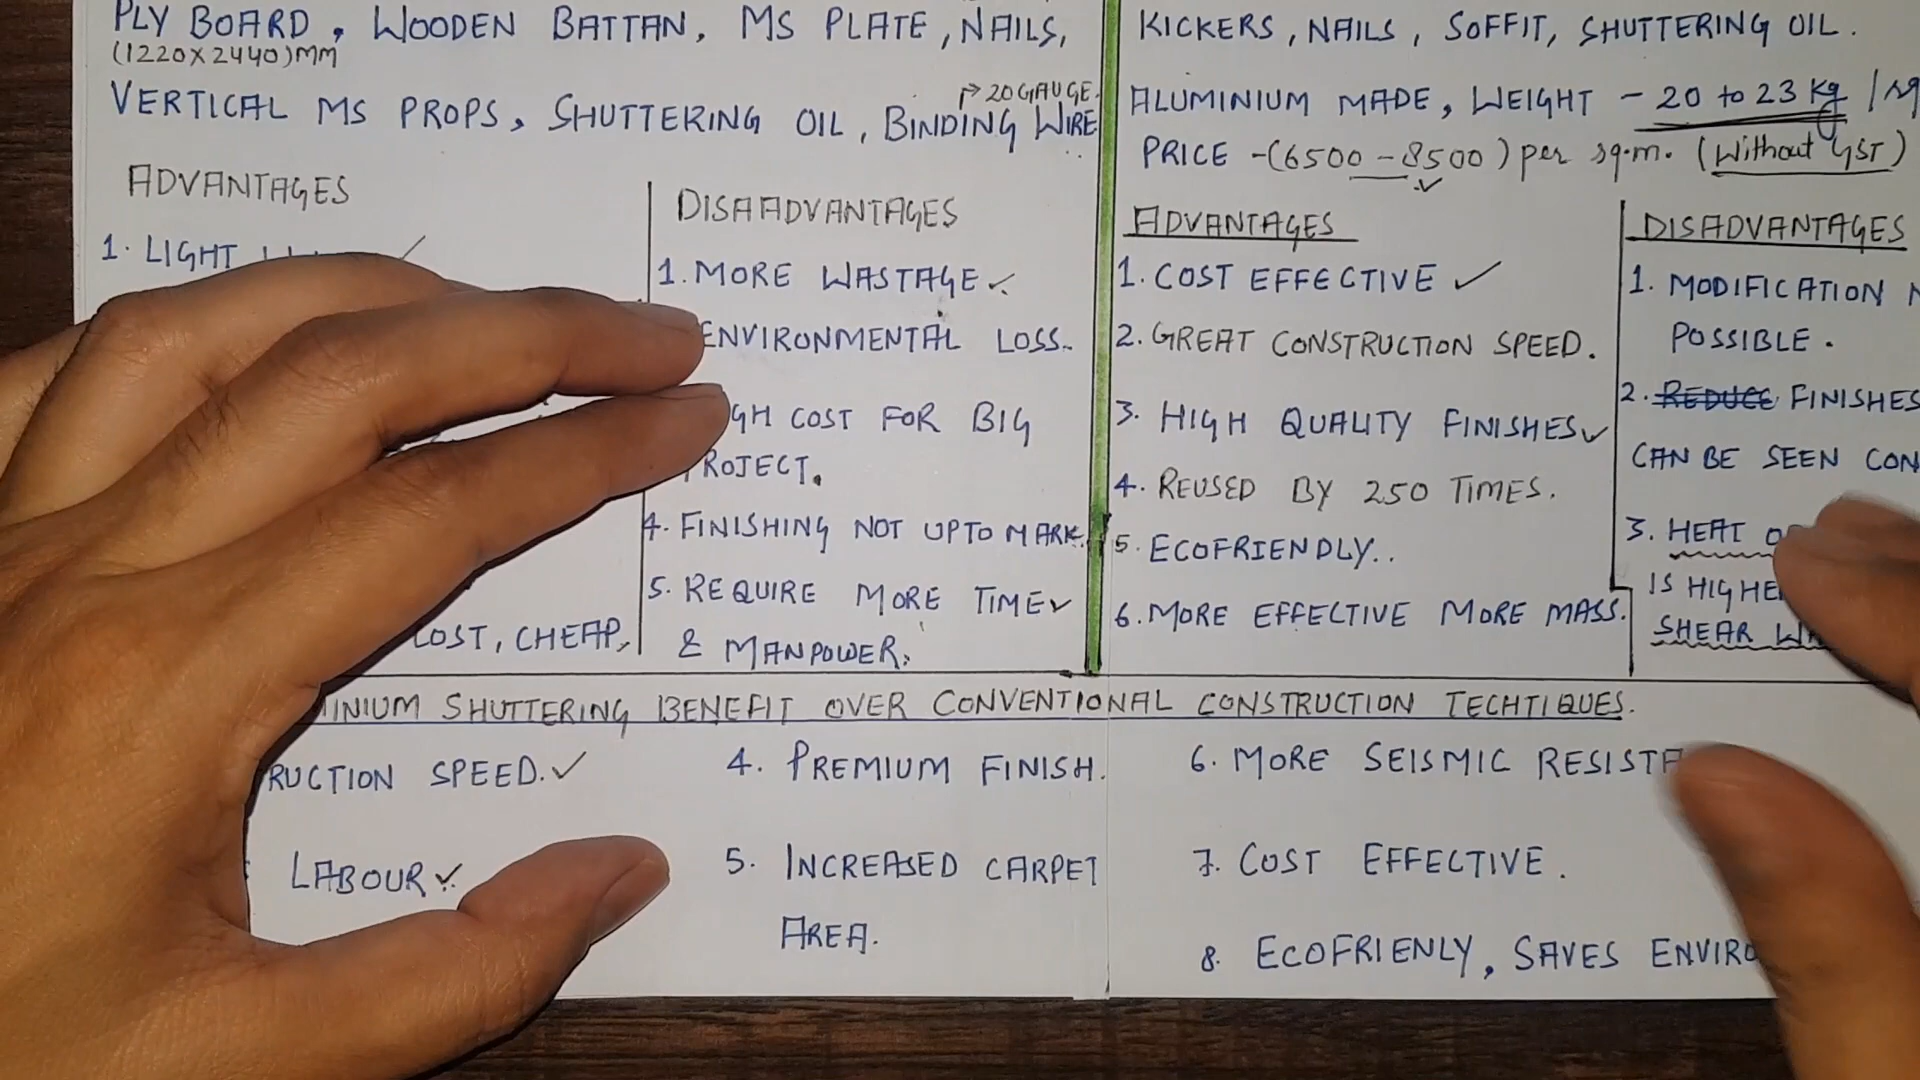 PLY BOARD, WOODEN BATTAN, MS PLATE, NAILS,
(1220X2440)MM
20 GAUGE.
VERTICAL MS PROPS, SHUTTERING OIL, BINDING WIRE
ADVANTAGES
1. LIGHT
COST, CHEAP,
DISAADVANTAGES
1. MORE WASTAGE
ENVIRONMENTAL LOSS.
COST FOR BIG
4. FINISHING NOT UPTO MARK.
5. REQUIRE MORE TIME
& MANPOWER.
KICKERS, NAILS, SOFFIT, SHUTTERING OIL.
ALUMINIUM MADE, WEIGHT - 20 to 23 Kg /
PRICE -(6500 - 8500) per sq.m. (Without GST)
ADVANTAGES
1. COST EFFECTIVE
2. GREAT CONSTRUCTION SPEED.
3. HIGH QUALITY FINISHES
4. REUSED BY 250 TIMES.
5. ECOFRIENDLY..
6. MORE EFFECTIVE MORE MASS.
DISADVANTAGES
1. MODIFICATION
POSSIBLE.
2. REDUCE FINISHES
CAN BE SEEN
3. HEAT
IS
SHEAR
SHUTTERING BENEFIT OVER CONVENTIONAL CONSTRUCTION TECHTIQUES.
SPEED.
LABOUR
4. PREMIUM FINISH.
5. INCREASED CARPET
AREA.
6. MORE SEISMIC
7. COST EFFECTIVE.
8. ECOFRIENLY, SAVES